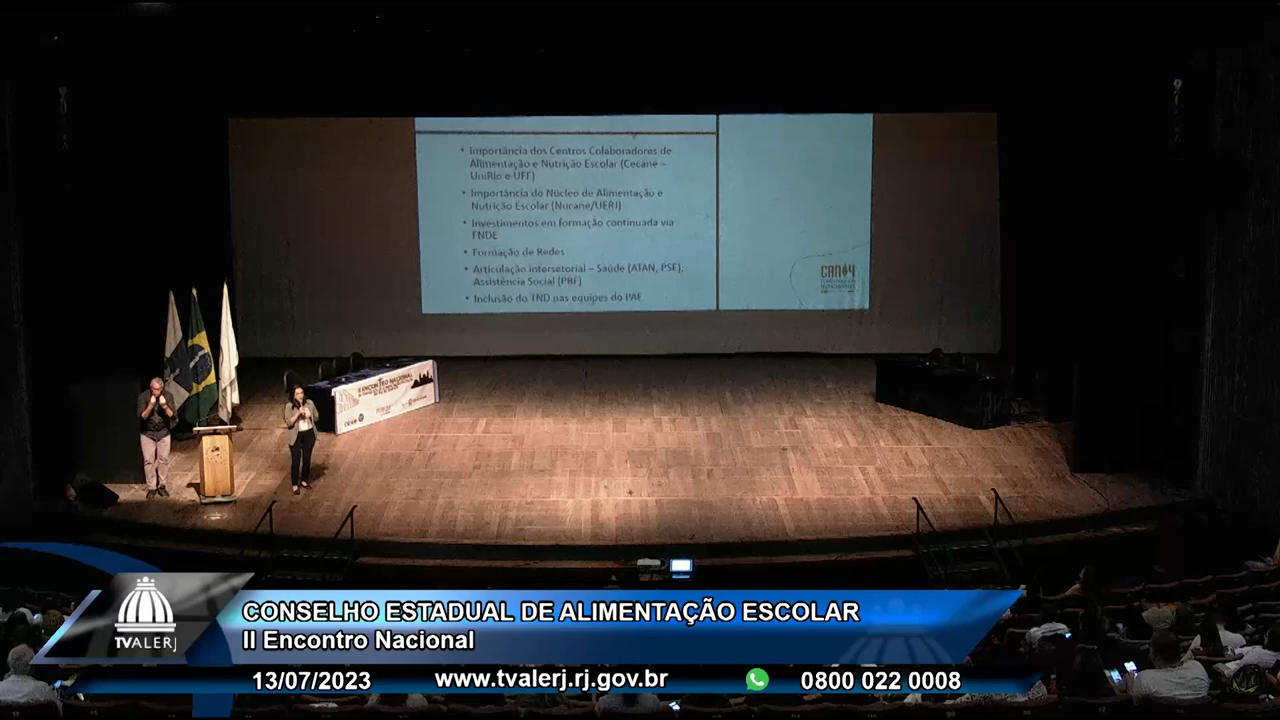 • Importância dos Centros Colaboradores de
Alimentação e Nutrição Escolar (Cecane –
UniRio e UFF)
• Importância do Núcleo de Alimentação e
Nutrição Escolar (Nucane/UERJ)
• Investimentos em formação continuada via
FNDE
• Formação de Redes
• Articulação intersetorial – Saúde (ATAN, PSE),
Assistência Social (PBF)
• Inclusão do TND nas equipes do PAE
II ENCONTRO NACIONAL
CONSELHO ESTADUAL DE ALIMENTAÇÃO ESCOLAR
II Encontro Nacional
TVALERJ
13/07/2023 www.tvalerj.rj.gov.br 0800 022 0008